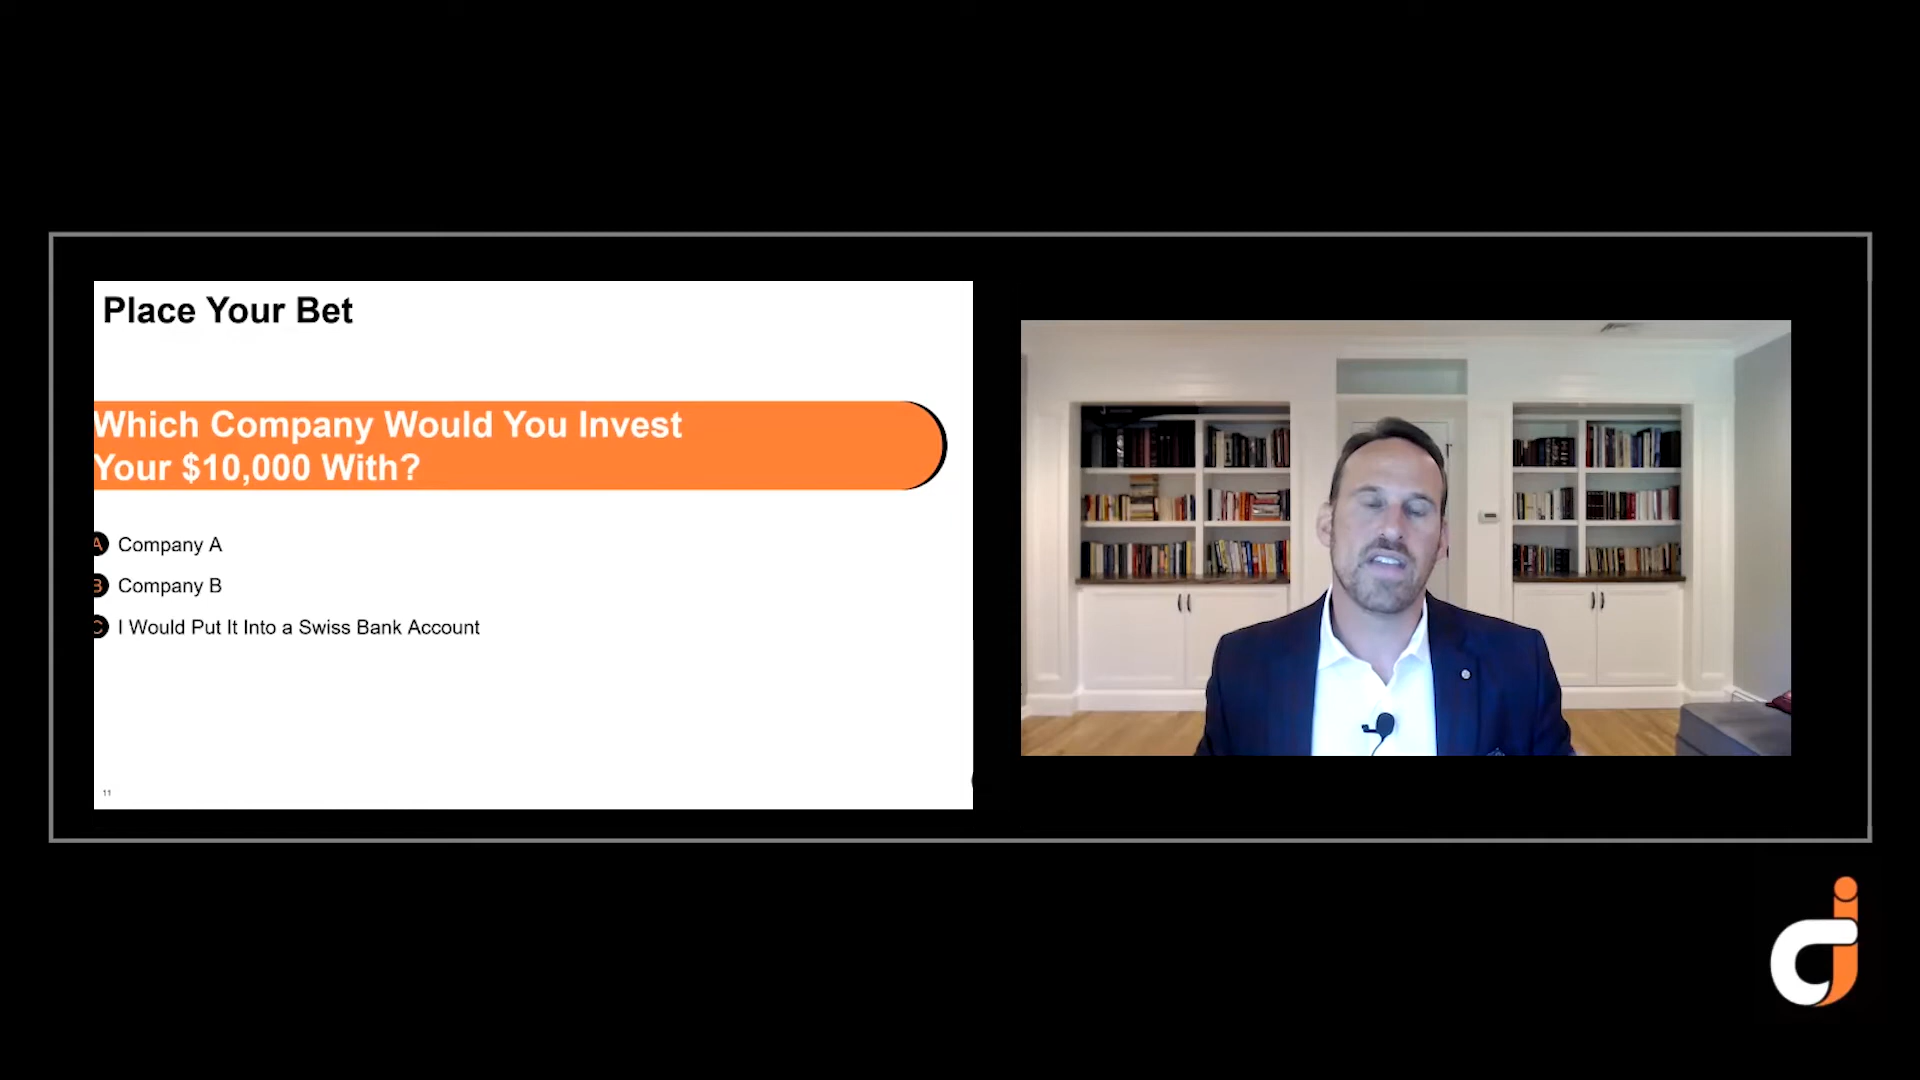 Place Your Bet
Which Company Would You Invest
Your $10,000 With?
A Company A
B Company B
C I Would Put It Into a Swiss Bank Account
11